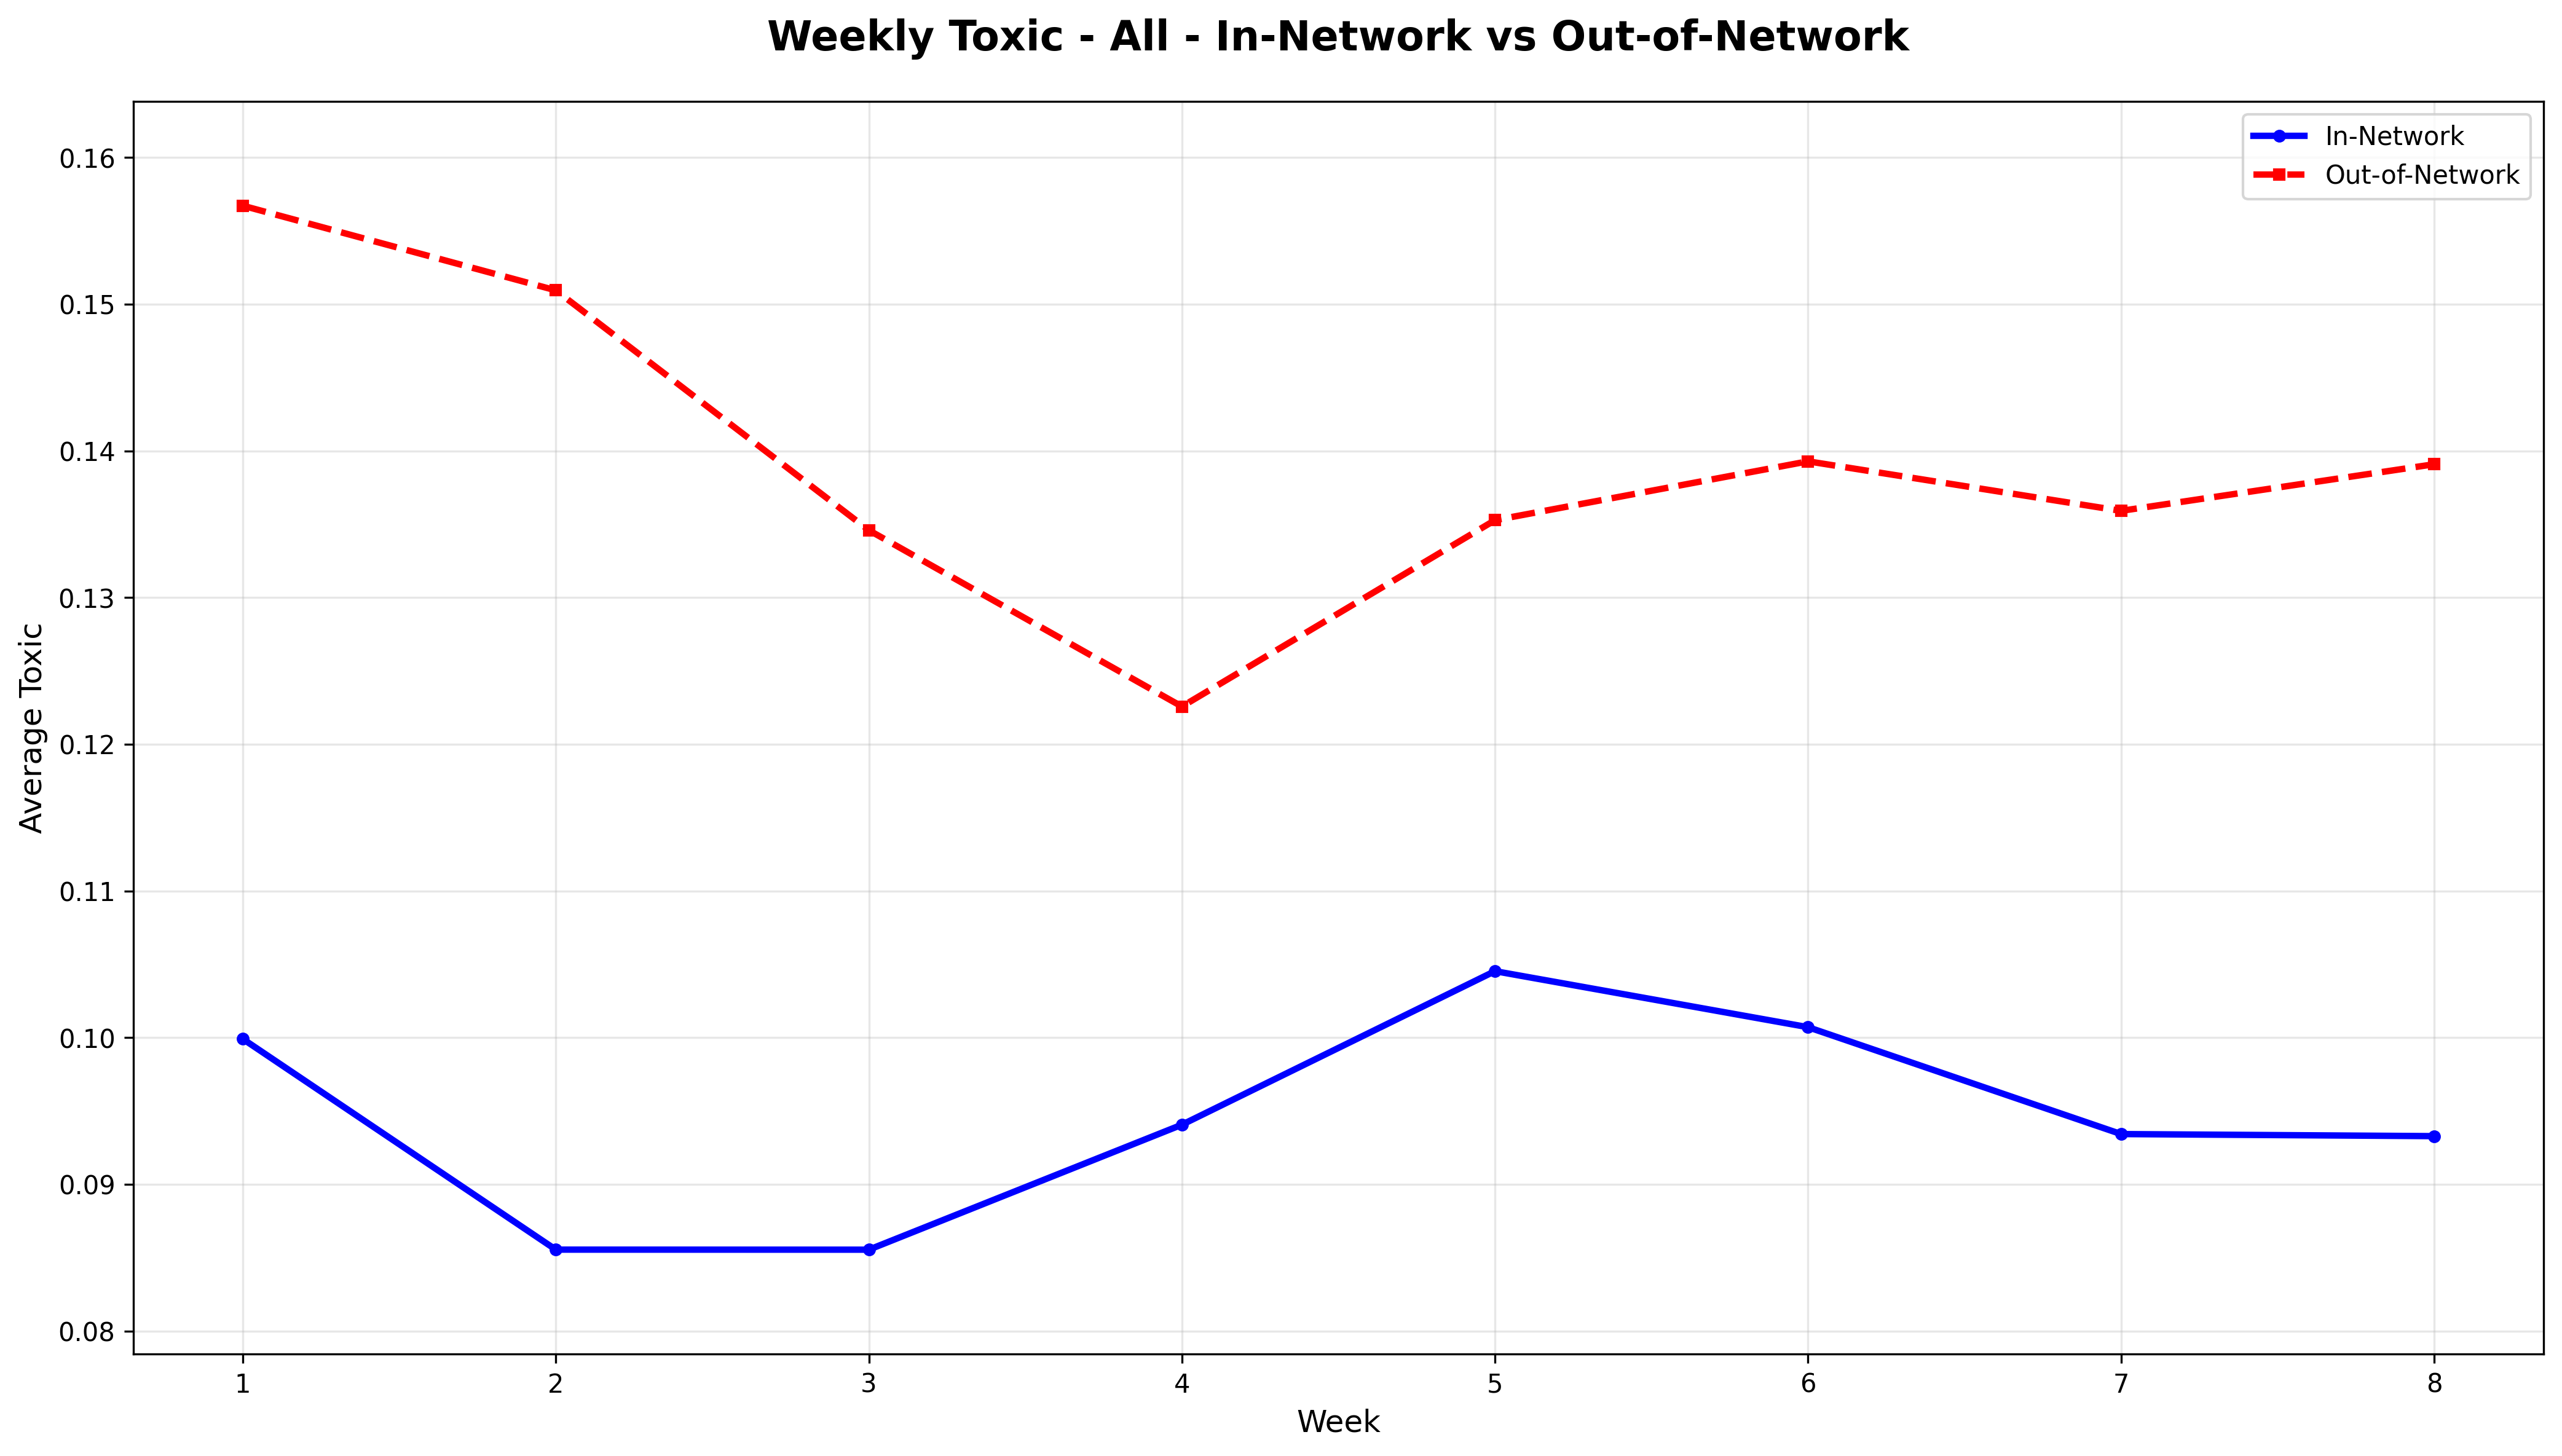 Weekly Toxic - All - In-Network vs Out-of-Network
In-Network
Out-of-Network
0.16
0.15
0.14
0.13
0.12
0.11
0.10
0.09
0.08
Average Toxic
1 2 3 4 5 6 7 8
Week